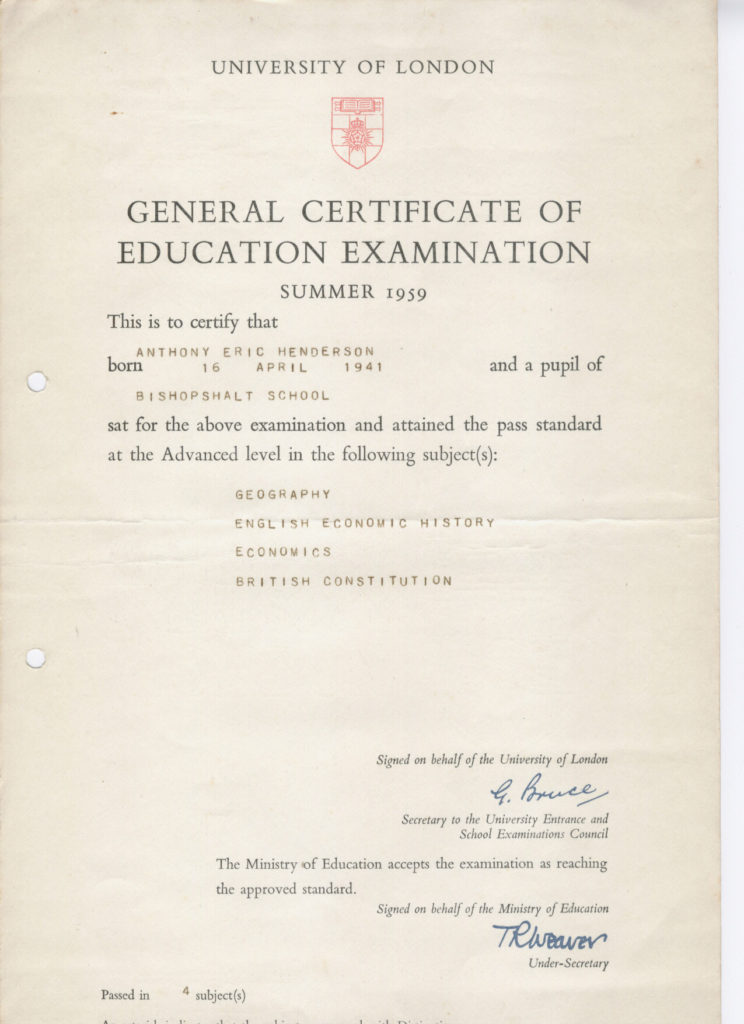 UNIVERSITY OF LONDON
GENERAL CERTIFICATE OF
EDUCATION EXAMINATION
SUMMER 1959
This is to certify that
ANTHONY ERIC HENDERSON
born 16 APRIL 1941 and a pupil of
BISHOPSHALT SCHOOL
sat for the above examination and attained the pass standard
at the Advanced level in the following subject(s):
GEOGRAPHY
ENGLISH ECONOMIC HISTORY
ECONOMICS
BRITISH CONSTITUTION
Signed on behalf of the University of London
G. Bruce
Secretary to the University Entrance and
School Examinations Council
The Ministry of Education accepts the examination as reaching
the approved standard.
Signed on behalf of the Ministry of Education
TRWeaver
Under-Secretary
Passed in 4 subject(s)